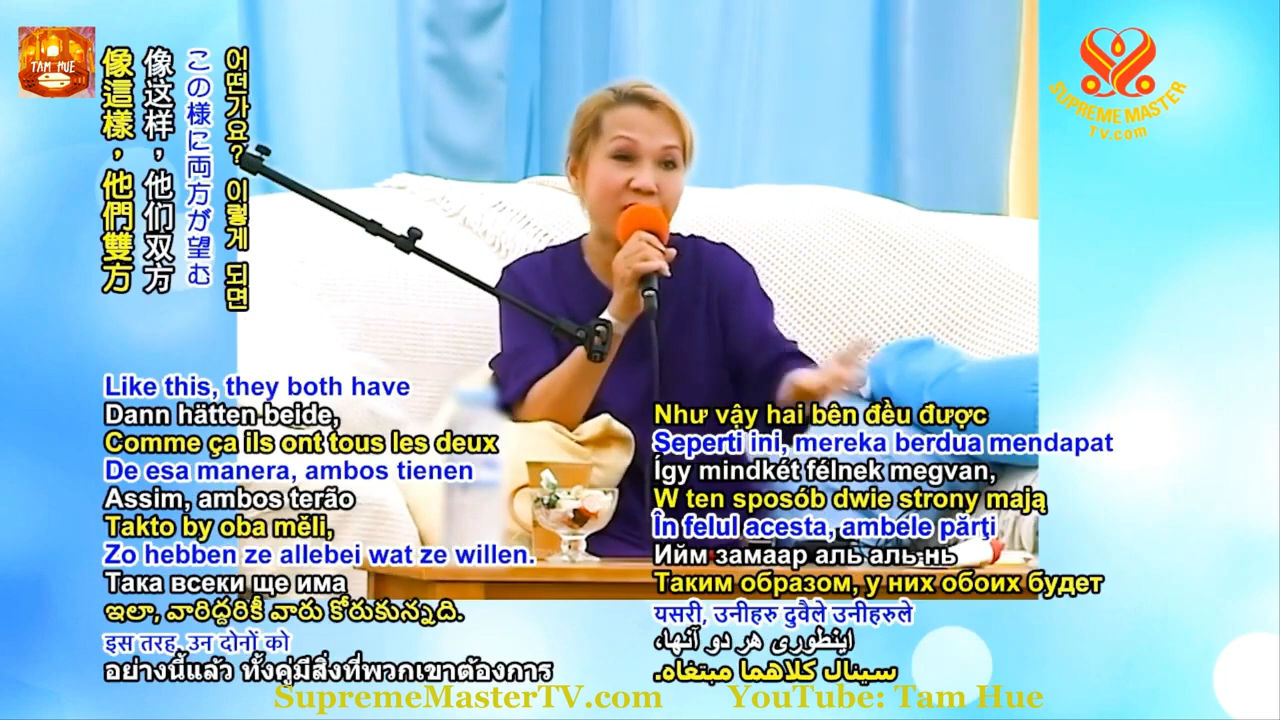 TAM HUE
SUPREME MASTER
TV.com
어떤가요? 이렇게 되면
この様に両方が望む
像这样，他们双方
像這樣，他們雙方
Like this, they both have
Dann hätten beide,
Comme ça ils ont tous les deux
De esa manera, ambos tienen
Assim, ambos terão
Takto by oba měli,
Zo hebben ze allebei wat ze willen.
Така всеки ще има
ఇలా, వారిద్దరికీ వారు కోరుకున్నది.
इस तरह, उन दोनों को
อย่างนี้แล้ว ทั้งคู่มีสิ่งที่พวกเขาต้องการ
Như vậy hai bên đều được
Seperti ini, mereka berdua mendapat
Így mindkét félnek megvan,
W ten sposób dwie strony mają
În felul acesta, ambele părţi
Ийм замаар аль аль нь
Таким образом, у них обоих будет
यसरी, उनीहरु दुवैले उनीहरुले
اینطوری هر دو آنها،
سينال كلاهما مبتغاه.
SupremeMasterTV.com
YouTube: Tam Hue